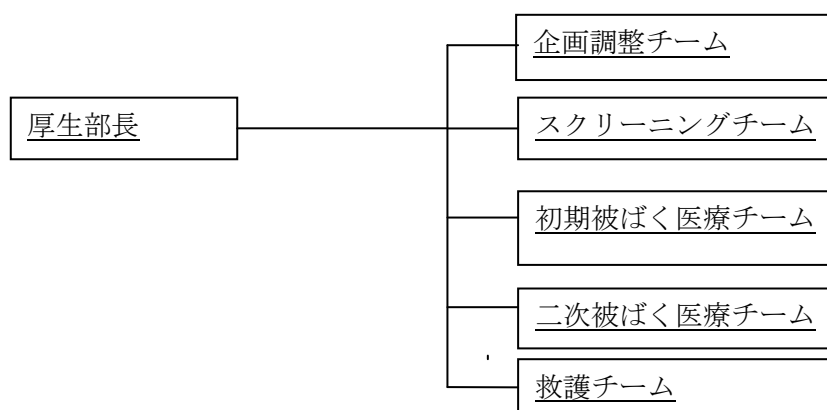 企画調整チーム
厚生部長
スクリーニングチーム
初期被ばく医療チーム
二次被ばく医療チーム
救護チーム